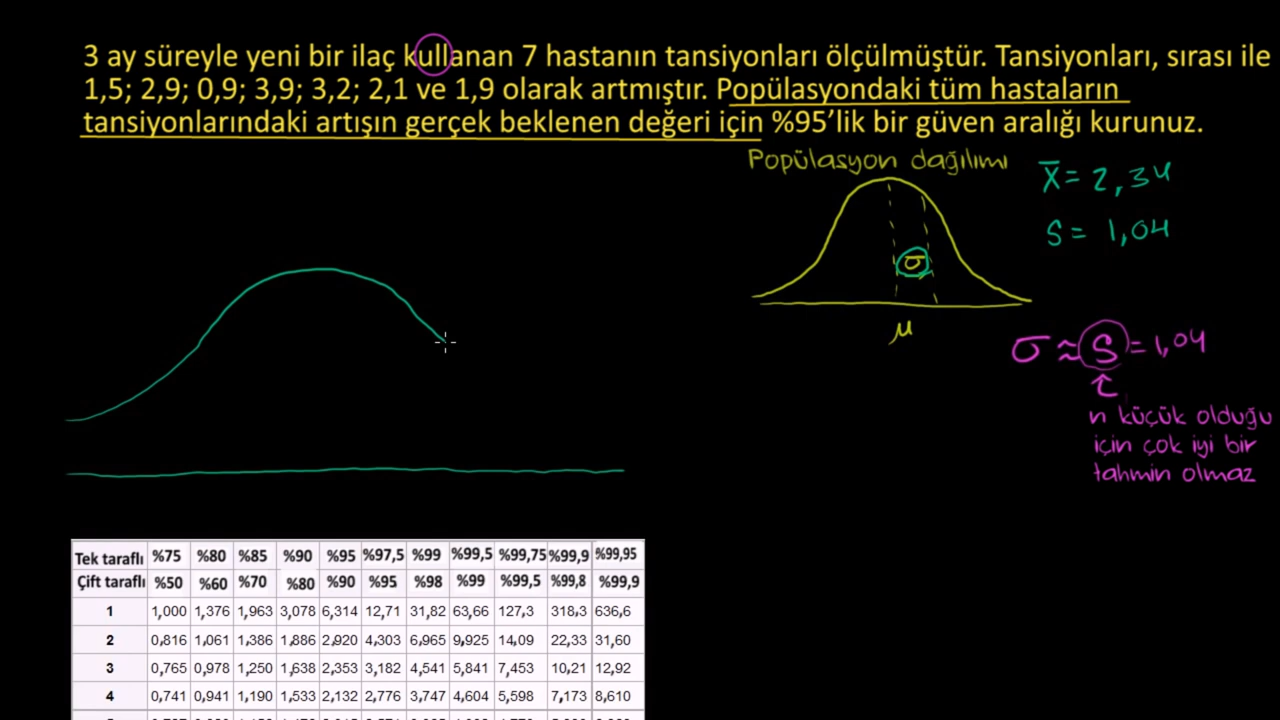 3 ay süreyle yeni bir ilaç kullanan 7 hastanın tansiyonları ölçülmüştür. Tansiyonları, sırası ile
1,5; 2,9; 0,9; 3,9; 3,2; 2,1 ve 1,9 olarak artmıştır. Popülasyondaki tüm hastaların
tansiyonlarındaki artışın gerçek beklenen değeri için %95'lik bir güven aralığı kurunuz.
Popülasyon dağılımı
x̄ = 2,34
S = 1,04
σ
μ
σ ≈ S = 1,04
n küçük olduğu
için çok iyi bir
tahmin olmaz
Tek taraflı %75 %80 %85 %90 %95 %97,5 %99 %99,5 %99,75 %99,9 %99,95
Çift taraflı %50 %60 %70 %80 %90 %95 %98 %99 %99,5 %99,8 %99,9
1 1,000 1,376 1,963 3,078 6,314 12,71 31,82 63,66 127,3 318,3 636,6
2 0,816 1,061 1,386 1,886 2,920 4,303 6,965 9,925 14,09 22,33 31,60
3 0,765 0,978 1,250 1,638 2,353 3,182 4,541 5,841 7,453 10,21 12,92
4 0,741 0,941 1,190 1,533 2,132 2,776 3,747 4,604 5,598 7,173 8,610